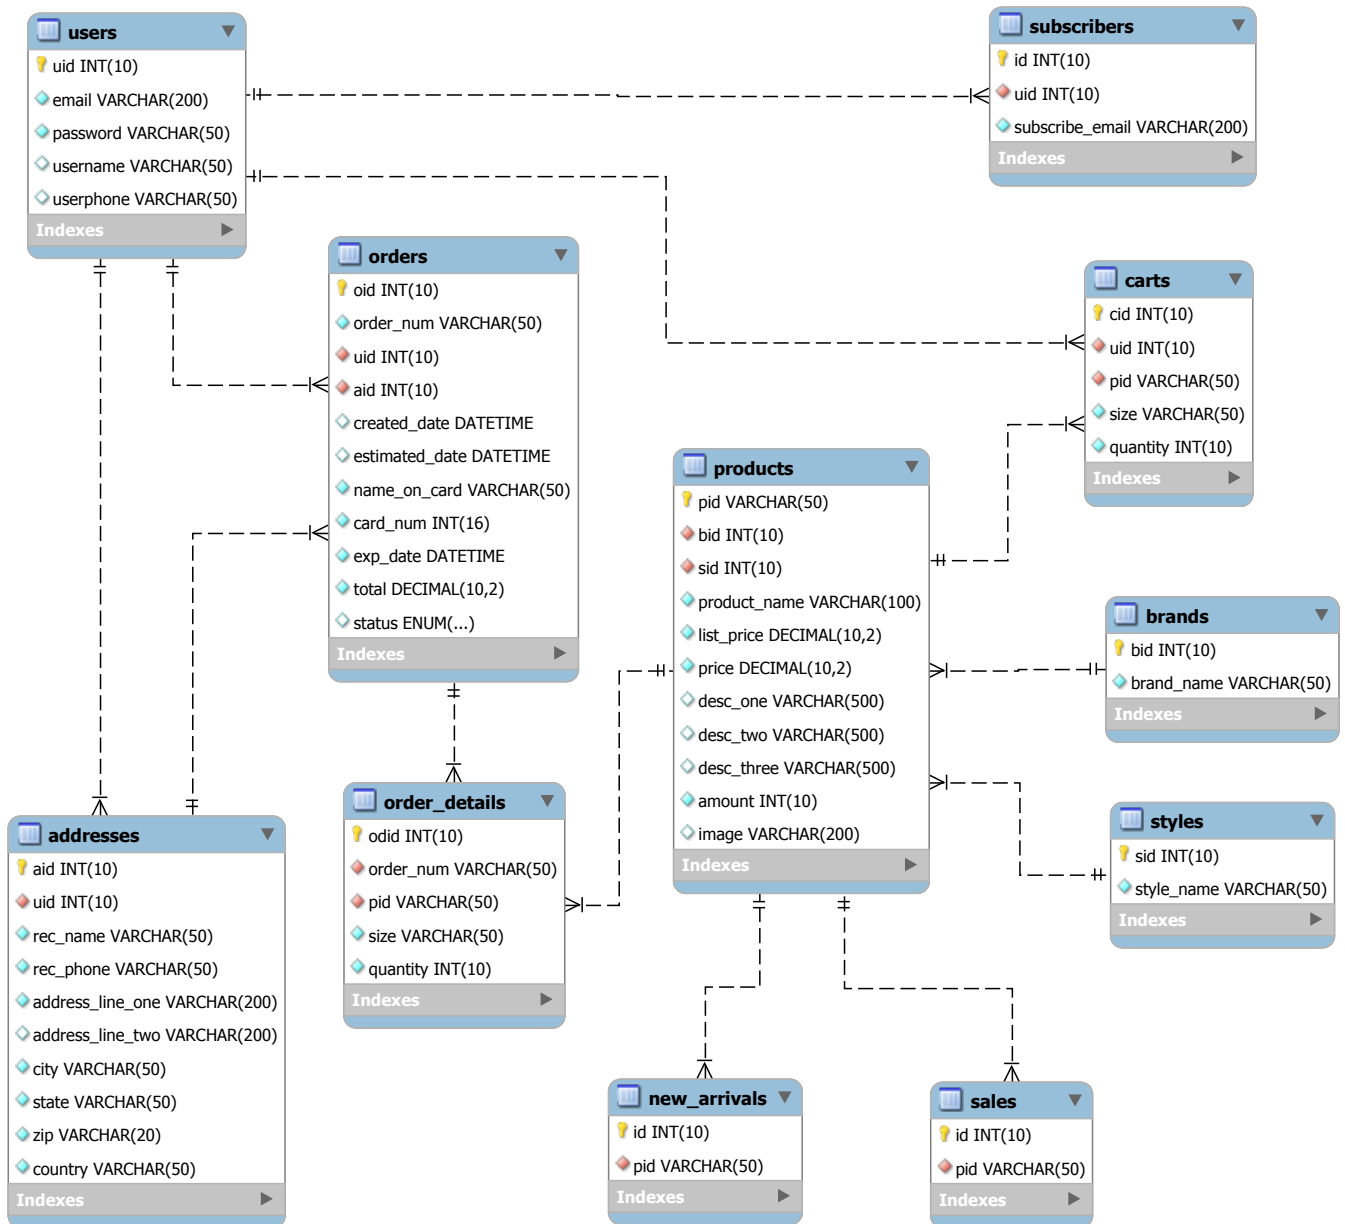 users
uid INT(10)
email VARCHAR(200)
password VARCHAR(50)
username VARCHAR(50)
userphone VARCHAR(50)
Indexes
subscribers
id INT(10)
uid INT(10)
subscribe_email VARCHAR(200)
Indexes
orders
oid INT(10)
order_num VARCHAR(50)
uid INT(10)
aid INT(10)
created_date DATETIME
estimated_date DATETIME
name_on_card VARCHAR(50)
card_num INT(16)
exp_date DATETIME
total DECIMAL(10,2)
status ENUM(...)
Indexes
carts
cid INT(10)
uid INT(10)
pid VARCHAR(50)
size VARCHAR(50)
quantity INT(10)
Indexes
products
pid VARCHAR(50)
bid INT(10)
sid INT(10)
product_name VARCHAR(100)
list_price DECIMAL(10,2)
price DECIMAL(10,2)
desc_one VARCHAR(500)
desc_two VARCHAR(500)
desc_three VARCHAR(500)
amount INT(10)
image VARCHAR(200)
Indexes
brands
bid INT(10)
brand_name VARCHAR(50)
Indexes
order_details
odid INT(10)
order_num VARCHAR(50)
pid VARCHAR(50)
size VARCHAR(50)
quantity INT(10)
Indexes
styles
sid INT(10)
style_name VARCHAR(50)
Indexes
addresses
aid INT(10)
uid INT(10)
rec_name VARCHAR(50)
rec_phone VARCHAR(50)
address_line_one VARCHAR(200)
address_line_two VARCHAR(200)
city VARCHAR(50)
state VARCHAR(50)
zip VARCHAR(20)
country VARCHAR(50)
Indexes
new_arrivals
id INT(10)
pid VARCHAR(50)
Indexes
sales
id INT(10)
pid VARCHAR(50)
Indexes